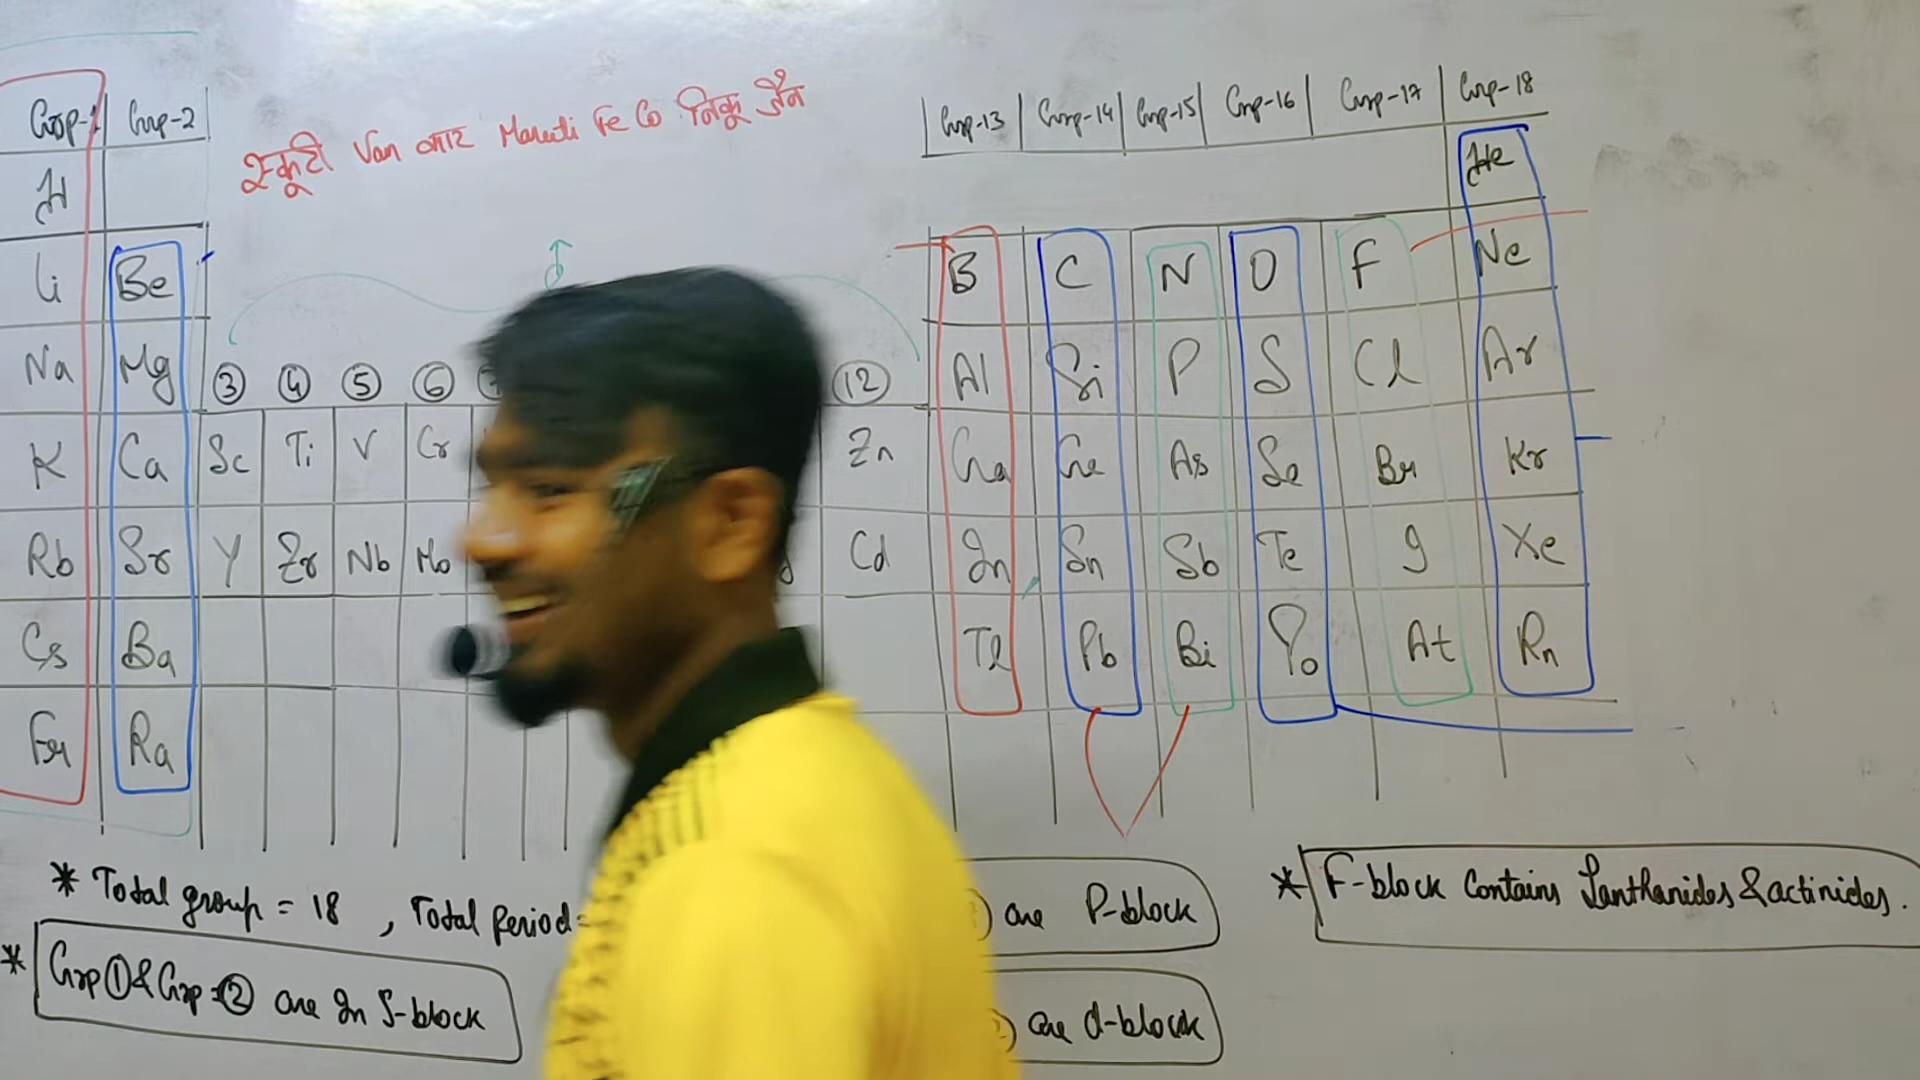 Grp-1 Grp-2 Grp-13 Grp-14 Grp-15 Grp-16 Grp-17 Grp-18
स्कूटी Van कार Maruti Fe Co निकू जैन
H He
Li Be B C N O F Ne
Na Mg ③ ④ ⑤ ⑥ ⑫ Al Si P S Cl Ar
K Ca Sc Ti V Cr Zn Ga Ge As Se Br Kr
Rb Sr Y Zr Nb Mo Cd In Sn Sb Te I Xe
Cs Ba Tl Pb Bi Po At Rn
Fr Ra
* Total group = 18 , Total period =
are P-block
* F-block Contains Lanthanides & actinides.
* Grp ① & Grp-② are In S-block
are d-block